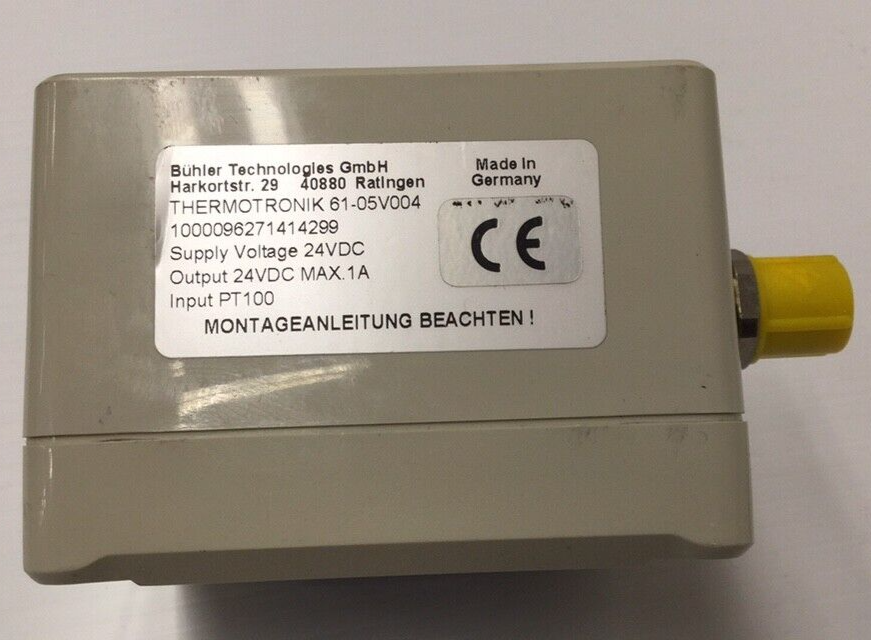 Bühler Technologies GmbH
Harkortstr. 29 40880 Ratingen
THERMOTRONIK 61-05V004
1000096271414299
Supply Voltage 24VDC
Output 24VDC MAX.1A
Input PT100
MONTAGEANLEITUNG BEACHTEN !
Made in
Germany
CE